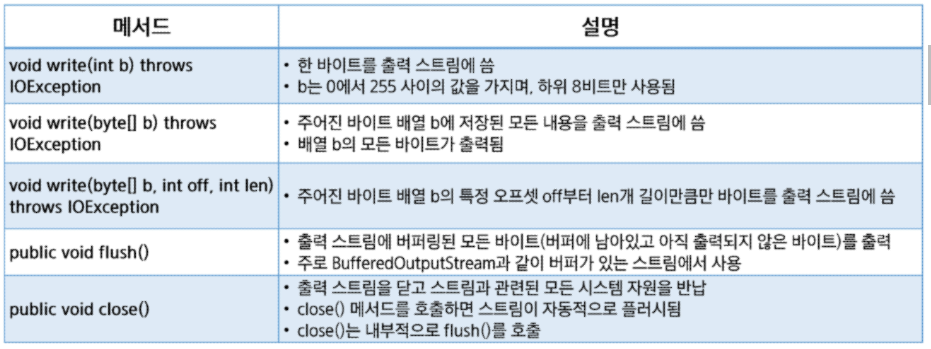 메서드
설명
void write(int b) throws
IOException
• 한 바이트를 출력 스트림에 씀
• b는 0에서 255 사이의 값을 가지며, 하위 8비트만 사용됨
void write(byte[] b) throws
IOException
• 주어진 바이트 배열 b에 저장된 모든 내용을 출력 스트림에 씀
• 배열 b의 모든 바이트가 출력됨
void write(byte[] b, int off, int len)
throws IOException
• 주어진 바이트 배열 b의 특정 오프셋 off부터 len개 길이만큼만 바이트를 출력 스트림에 씀
public void flush()
• 출력 스트림에 버퍼링된 모든 바이트(버퍼에 남아있고 아직 출력되지 않은 바이트)를 출력
• 주로 BufferedOutputStream과 같이 버퍼가 있는 스트림에서 사용
public void close()
• 출력 스트림을 닫고 스트림과 관련된 모든 시스템 자원을 반납
• close() 메서드를 호출하면 스트림이 자동적으로 플러시됨
• close()는 내부적으로 flush()를 호출